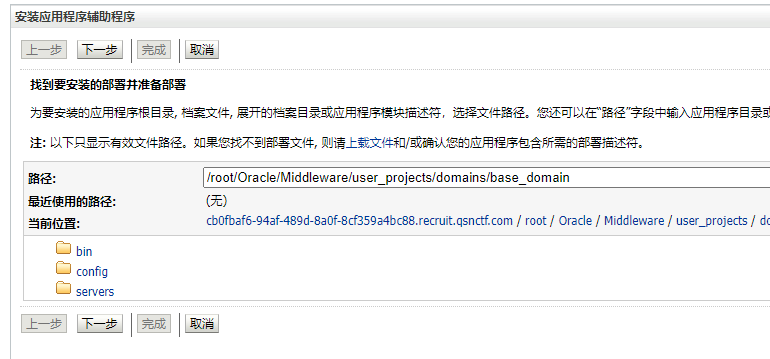 安装应用程序辅助程序
上一步 下一步 完成 取消
找到要安装的部署并准备部署
为要安装的应用程序根目录, 档案文件, 展开的档案目录或应用程序模块描述符，选择文件路径。您还可以在“路径”字段中输入应用程序目录或
注: 以下只显示有效文件路径。如果您找不到部署文件, 则请上载文件和/或确认您的应用程序包含所需的部署描述符。
路径: /root/Oracle/Middleware/user_projects/domains/base_domain
最近使用的路径: (无)
当前位置: cb0fbaf6-94af-489d-8a0f-8cf359a4bc88.recruit.qsnctf.com / root / Oracle / Middleware / user_projects / do
bin
config
servers
上一步 下一步 完成 取消